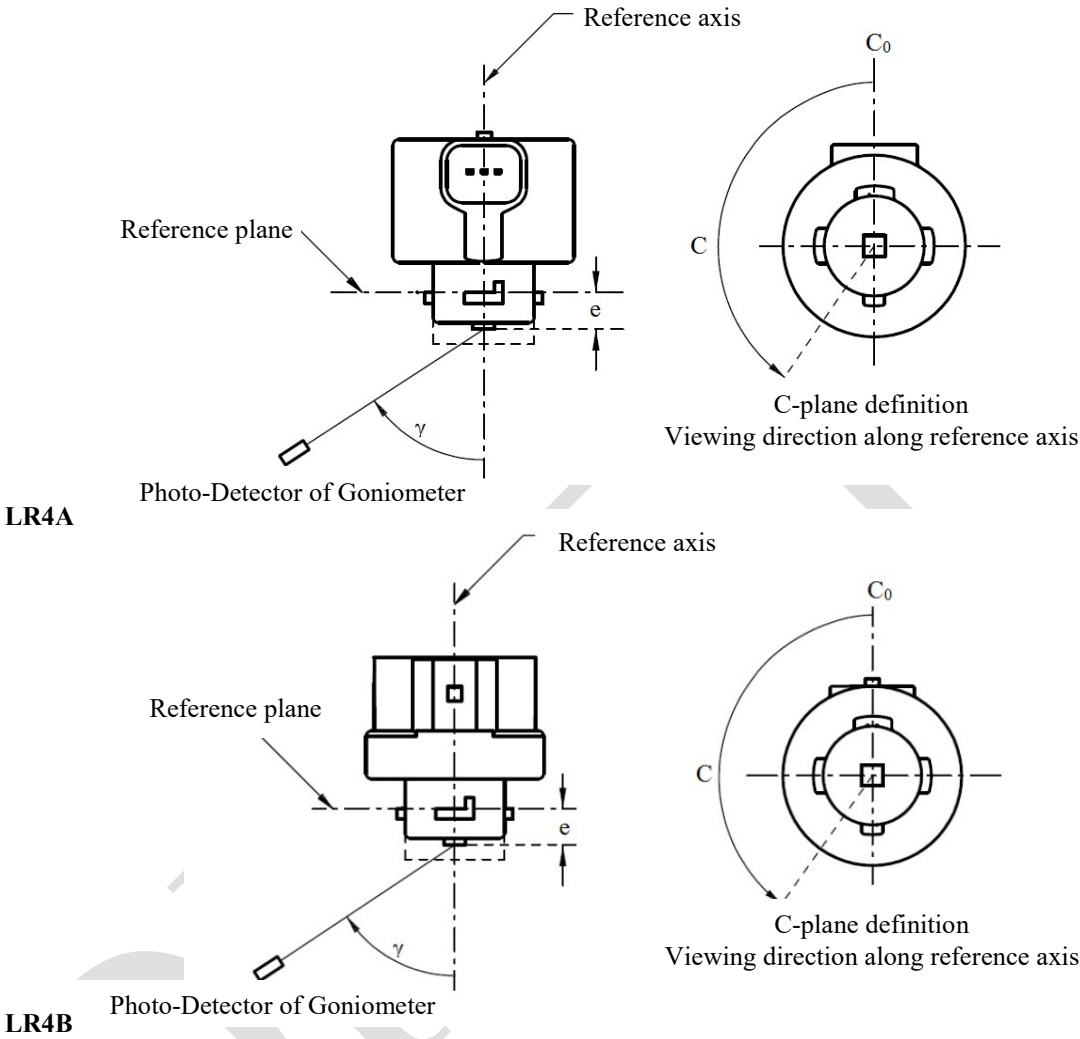 Reference axis
C₀
Reference plane
C
e
γ
C-plane definition
Viewing direction along reference axis
Photo-Detector of Goniometer
LR4A
Reference axis
C₀
Reference plane
C
e
γ
C-plane definition
Viewing direction along reference axis
Photo-Detector of Goniometer
LR4B